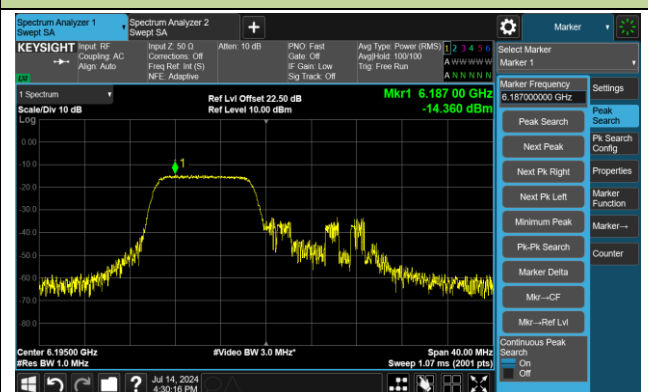 Spectrum Analyzer 1
Swept SA
Spectrum Analyzer 2
Swept SA
+
Marker
KEYSIGHT
Input: RF
Coupling: AC
Align: Auto
Input Z: 50 Ω
Corrections: Off
Freq Ref: Int (S)
NFE: Adaptive
Atten: 10 dB
PNO: Fast
Gate: Off
IF Gain: Low
Sig Track: Off
Avg Type: Power (RMS)
Avg|Hold: 100/100
Trig: Free Run
1 2 3 4 5 6
A W W W W W
A N N N N N
Select Marker
Marker 1
1 Spectrum
Scale/Div 10 dB
Log
Ref Lvl Offset 22.50 dB
Ref Level 10.00 dBm
Mkr1 6.187 00 GHz
-14.360 dBm
1
0.00
-10.0
-20.0
-30.0
-40.0
-50.0
-60.0
-70.0
-80.0
Center 6.19500 GHz
#Res BW 1.0 MHz
#Video BW 3.0 MHz*
Span 40.00 MHz
Sweep 1.07 ms (2001 pts)
Marker Frequency
6.187000000 GHz
Peak Search
Next Peak
Next Pk Right
Next Pk Left
Minimum Peak
Pk-Pk Search
Marker Delta
Mkr→CF
Mkr→Ref Lvl
Continuous Peak
Search
On
Off
Settings
Peak
Search
Pk Search
Config
Properties
Marker
Function
Marker→
Counter
?
Jul 14, 2024
4:30:16 PM